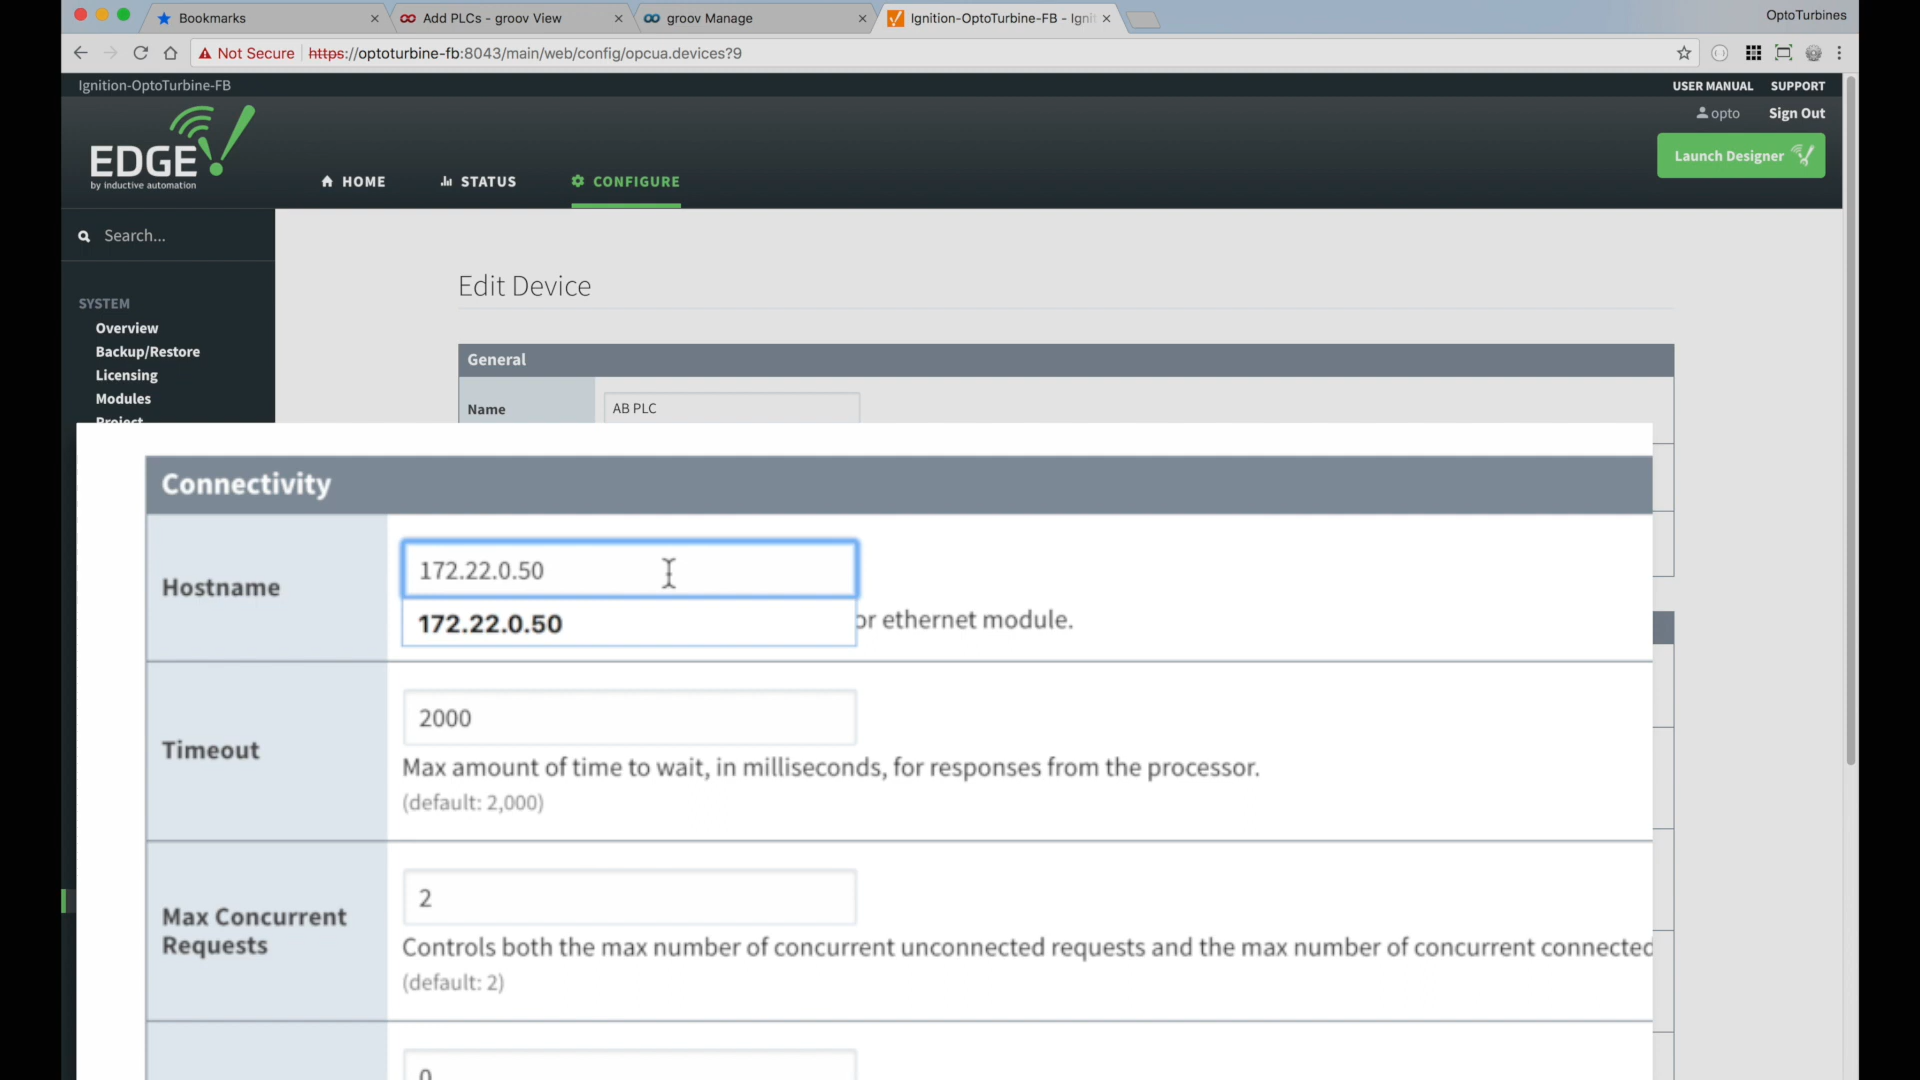 Bookmarks
Add PLCs - groov View
groov Manage
Ignition-OptoTurbine-FB - Igni
OptoTurbines
Not Secure
https://optoturbine-fb:8043/main/web/config/opcua.devices?9
Ignition-OptoTurbine-FB
USER MANUAL
SUPPORT
opto
Sign Out
EDGE
by inductive automation
HOME
STATUS
CONFIGURE
Launch Designer
Search...
SYSTEM
Overview
Backup/Restore
Licensing
Modules
Project
Edit Device
General
Name
AB PLC
Connectivity
Hostname
172.22.0.50
172.22.0.50
or ethernet module.
Timeout
2000
Max amount of time to wait, in milliseconds, for responses from the processor.
(default: 2,000)
Max Concurrent
Requests
2
Controls both the max number of concurrent unconnected requests and the max number of concurrent connected
(default: 2)
0